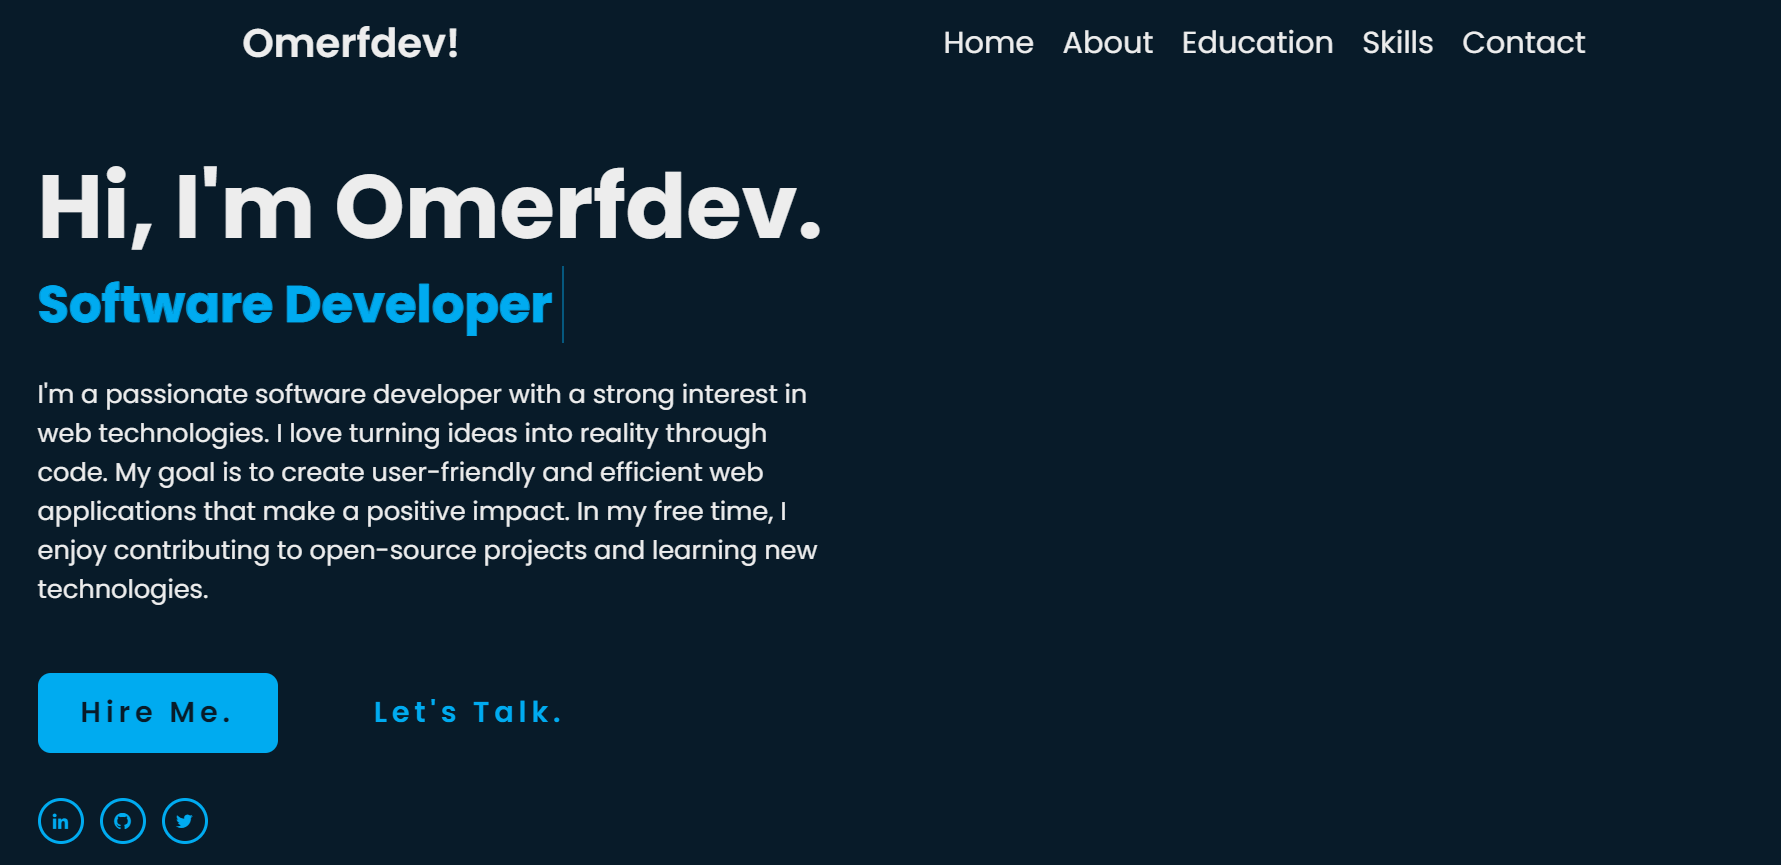 Omerfdev!
Home About Education Skills Contact
Hi, I'm Omerfdev.
Software Developer
I'm a passionate software developer with a strong interest in
web technologies. I love turning ideas into reality through
code. My goal is to create user-friendly and efficient web
applications that make a positive impact. In my free time, I
enjoy contributing to open-source projects and learning new
technologies.
Hire Me.
Let's Talk.
in